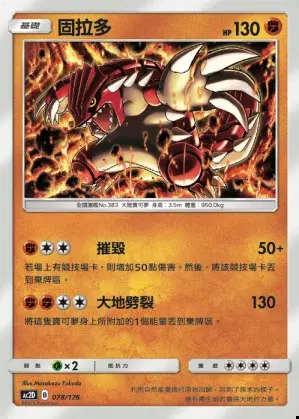 基礎
固拉多
HP 130
全國圖鑑No.383 大陸寶可夢 身高：3.5m 體重：950.0kg
摧毀 50+
若場上有競技場卡，則增加50點傷害。然後，將該競技場卡丟到棄牌區。
大地劈裂 130
將這隻寶可夢身上所附加的1個能量丟到棄牌區。
弱點 ×2 抵抗力 撤退
Illus. Masakazu Fukuda
AC2D D 078/176